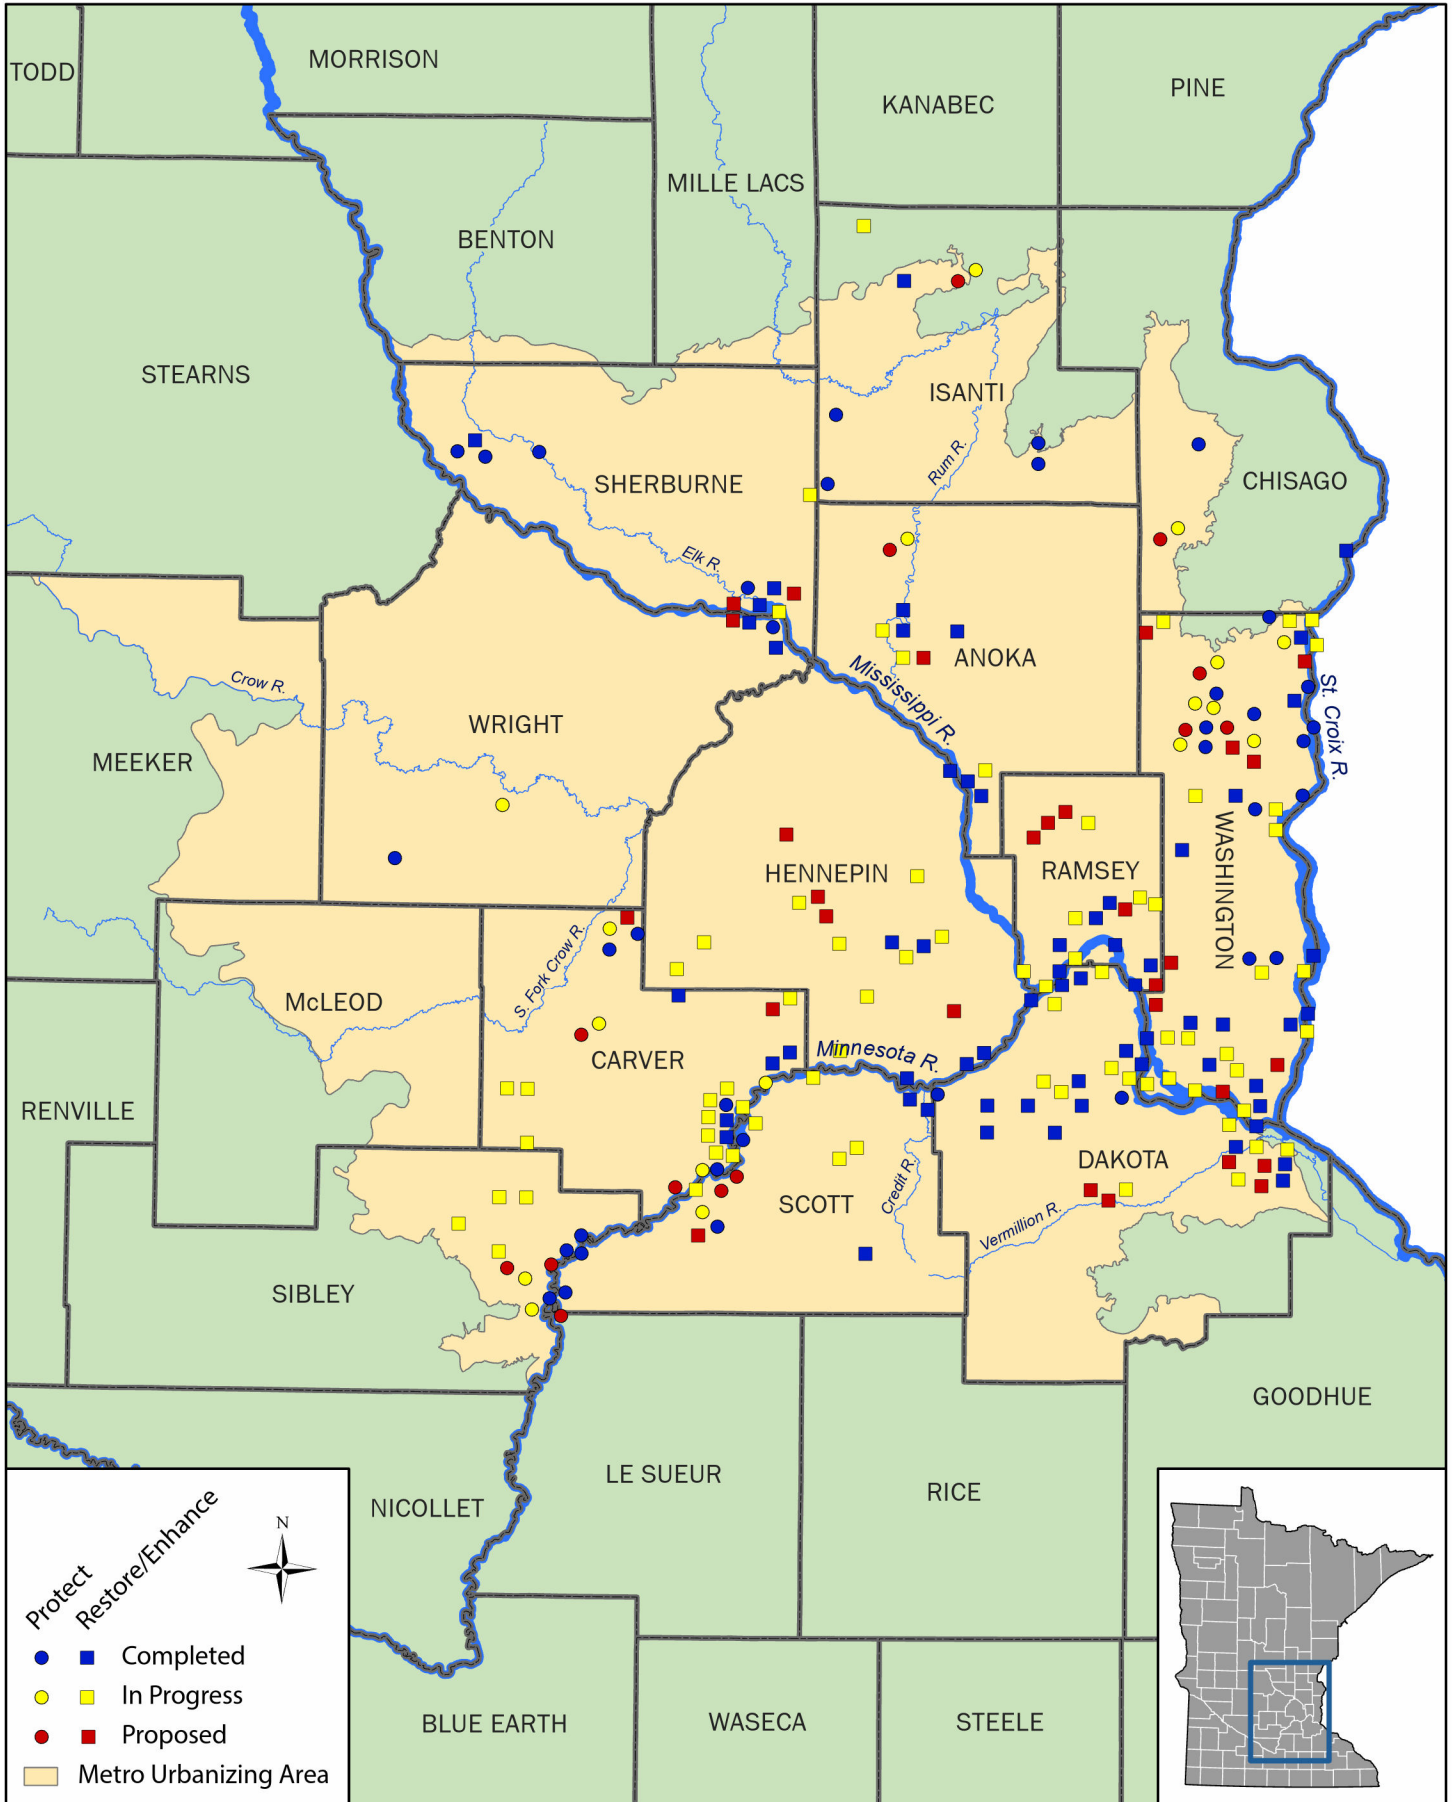 TODD
MORRISON
KANABEC
PINE
MILLE LACS
BENTON
STEARNS
ISANTI
Rum R.
SHERBURNE
CHISAGO
Elk R.
ANOKA
Mississippi R.
St. Croix R.
Crow R.
WRIGHT
MEEKER
HENNEPIN
RAMSEY
WASHINGTON
S. Fork Crow R.
McLEOD
CARVER
Minnesota R.
RENVILLE
DAKOTA
SCOTT
Credit R.
Vermillion R.
SIBLEY
GOODHUE
LE SUEUR
RICE
NICOLLET
BLUE EARTH
WASECA
STEELE
N
Protect
Restore/Enhance
Completed
In Progress
Proposed
Metro Urbanizing Area